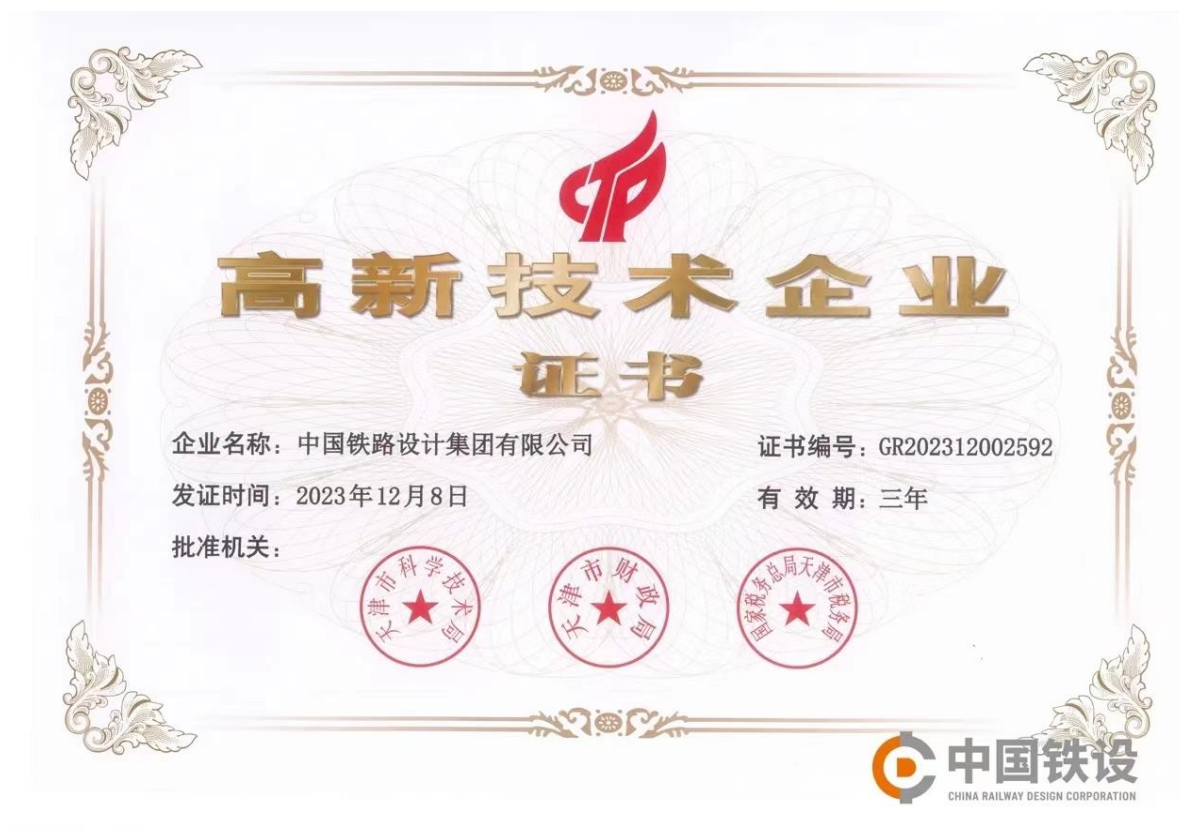 CTP
高新技术企业
证书
企业名称：中国铁路设计集团有限公司
证书编号：GR202312002592
发证时间：2023年12月8日
有效期：三年
批准机关：
天津市科学技术局
天津市财政局
国家税务总局天津市税务局
中国铁设
CHINA RAILWAY DESIGN CORPORATION